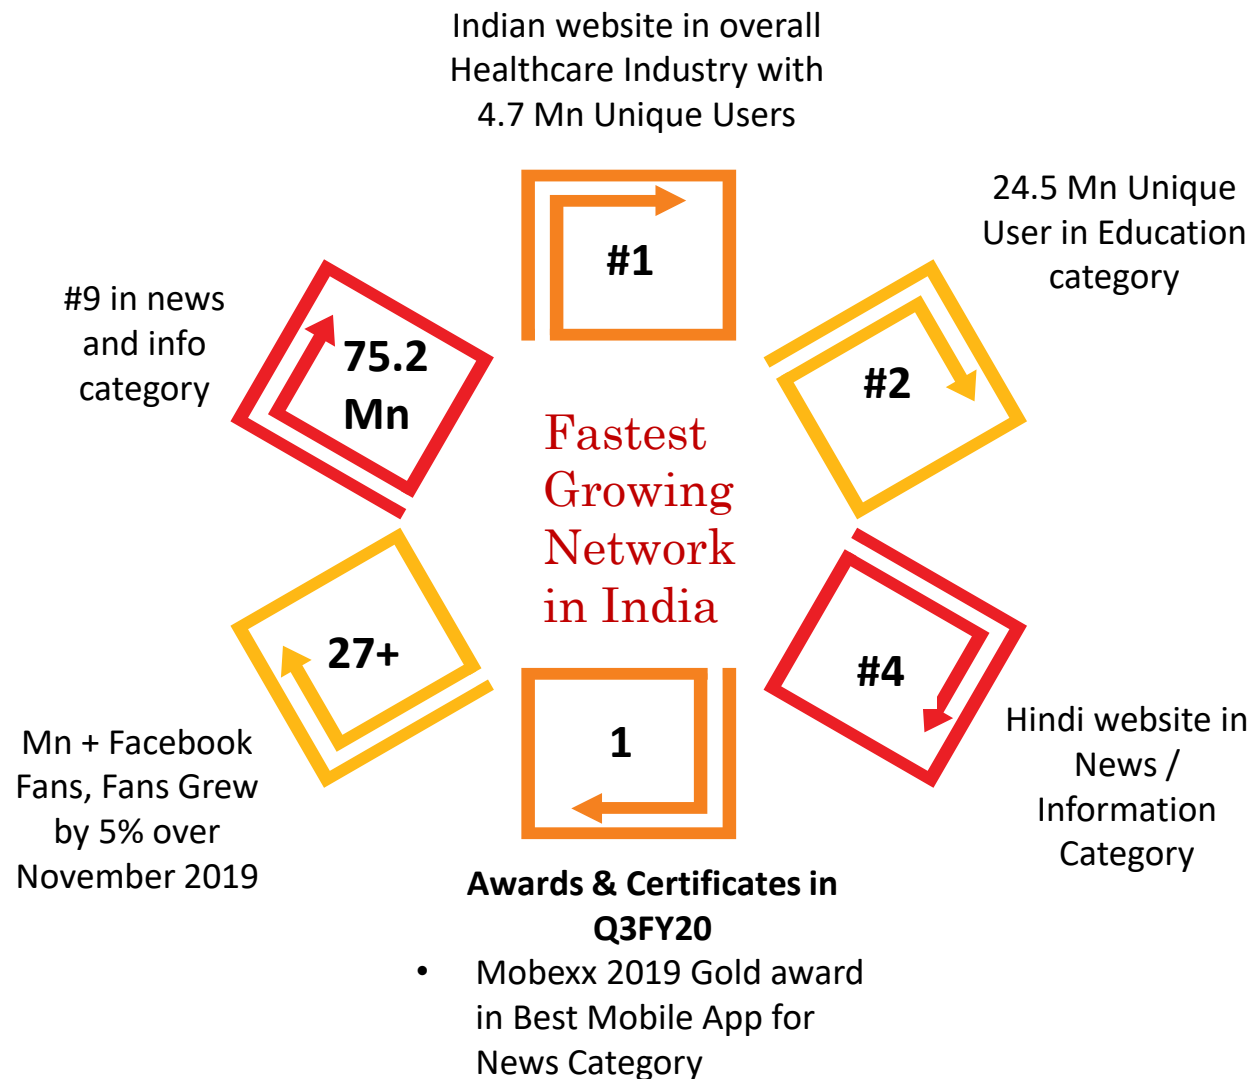 Indian website in overall
Healthcare Industry with
4.7 Mn Unique Users
#1
24.5 Mn Unique
User in Education
category
#2
#9 in news
and info
category
75.2
Mn
Fastest
Growing
Network
in India
27+
Mn + Facebook
Fans, Fans Grew
by 5% over
November 2019
#4
Hindi website in
News /
Information
Category
1
Awards & Certificates in
Q3FY20
• Mobexx 2019 Gold award
in Best Mobile App for
News Category